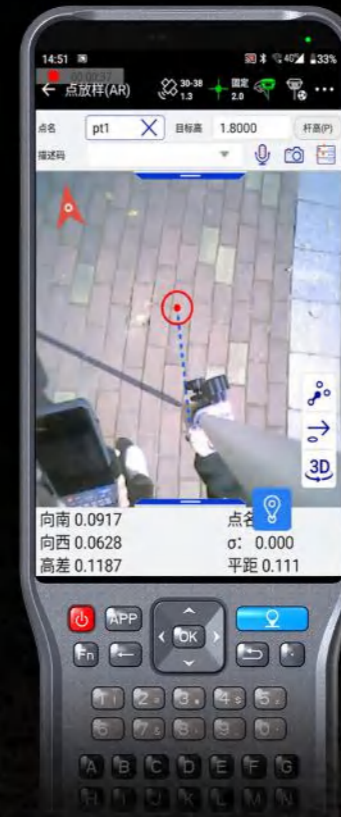 14:51 4G 33%
00:00:37
点放样(AR) 30-38 1.3 固定 2.0
点名 pt1 目标高 1.8000 杆高(P)
描述码
3D
向南 0.0917 点名
向西 0.0628 σ: 0.000
高差 0.1187 平距 0.111
APP
OK
Fn
A B C D E F G
H I J K L M N